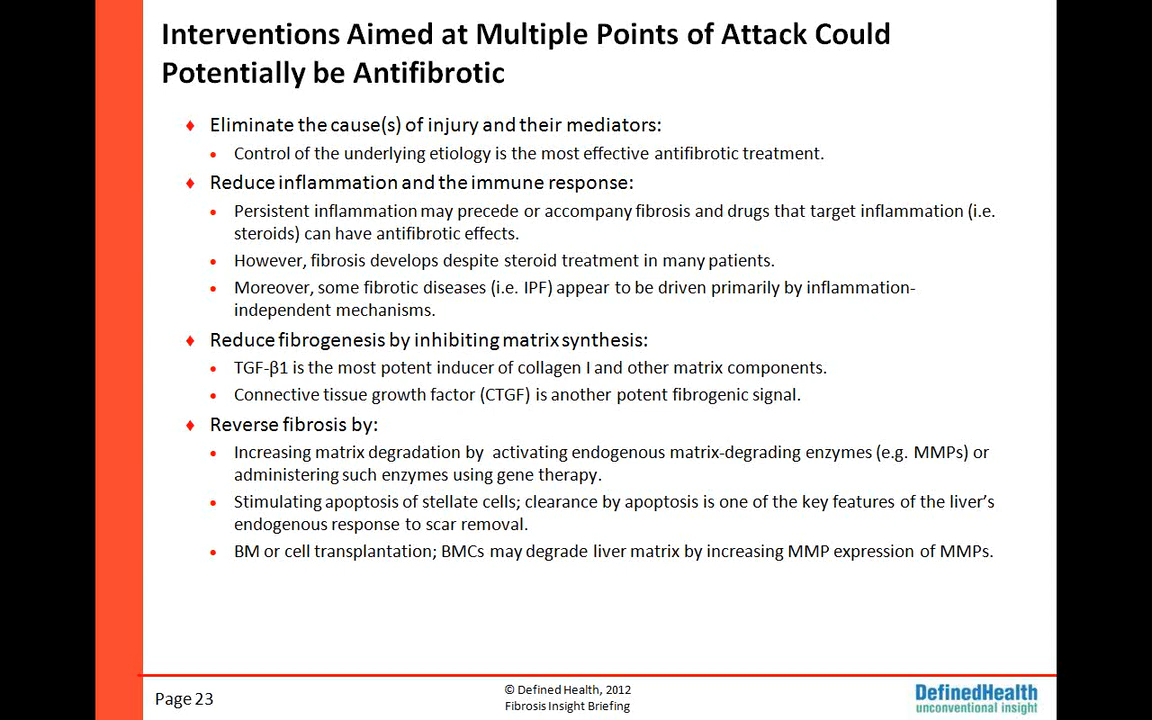 Interventions Aimed at Multiple Points of Attack Could
Potentially be Antifibrotic
♦ Eliminate the cause(s) of injury and their mediators:
• Control of the underlying etiology is the most effective antifibrotic treatment.
♦ Reduce inflammation and the immune response:
• Persistent inflammation may precede or accompany fibrosis and drugs that target inflammation (i.e.
steroids) can have antifibrotic effects.
• However, fibrosis develops despite steroid treatment in many patients.
• Moreover, some fibrotic diseases (i.e. IPF) appear to be driven primarily by inflammation-
independent mechanisms.
♦ Reduce fibrogenesis by inhibiting matrix synthesis:
• TGF-β1 is the most potent inducer of collagen I and other matrix components.
• Connective tissue growth factor (CTGF) is another potent fibrogenic signal.
♦ Reverse fibrosis by:
• Increasing matrix degradation by activating endogenous matrix-degrading enzymes (e.g. MMPs) or
administering such enzymes using gene therapy.
• Stimulating apoptosis of stellate cells; clearance by apoptosis is one of the key features of the liver's
endogenous response to scar removal.
• BM or cell transplantation; BMCs may degrade liver matrix by increasing MMP expression of MMPs.
Page 23
© Defined Health, 2012
Fibrosis Insight Briefing
DefinedHealth
unconventional insight